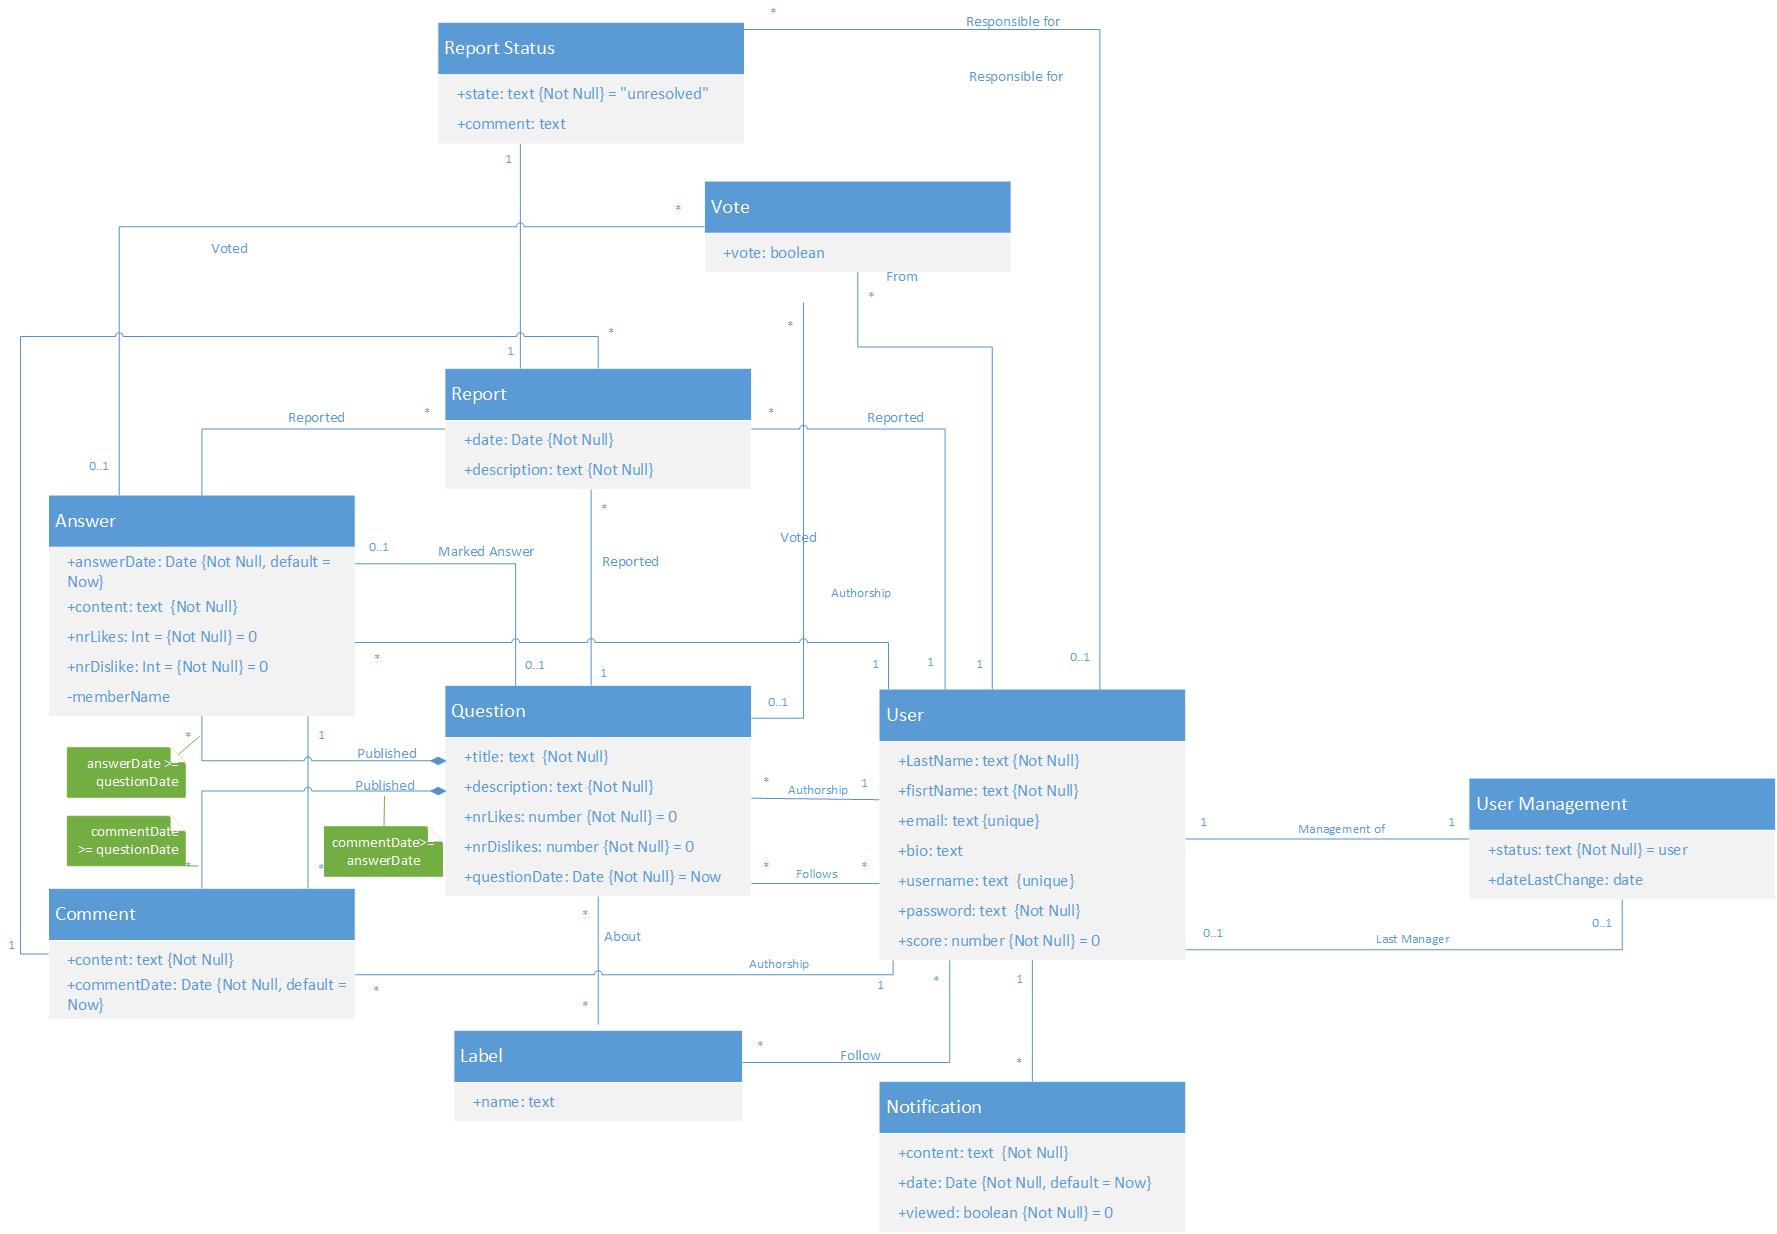 *
Responsible for
Report Status
Responsible for
+state: text {Not Null} = "unresolved"
+comment: text
1
*
Vote
Voted
+vote: boolean
From
*
*
*
1
Report
Reported
*
*
Reported
+date: Date {Not Null}
+description: text {Not Null}
0..1
*
Answer
Voted
0..1
Marked Answer
Reported
+answerDate: Date {Not Null, default =
Now}
Authorship
+content: text {Not Null}
+nrLikes: Int = {Not Null} = 0
*
0..1
1
1
1
1
0..1
+nrDislike: Int = {Not Null} = 0
-memberName
Question
0..1
User
*
1
Published
+title: text {Not Null}
+LastName: text {Not Null}
answerDate >=
questionDate
Published
+description: text {Not Null}
*
Authorship
1
+fisrtName: text {Not Null}
User Management
+nrLikes: number {Not Null} = 0
+email: text {unique}
1
Management of
1
commentDate
>= questionDate
commentDate>=
answerDate
+nrDislikes: number {Not Null} = 0
+bio: text
+status: text {Not Null} = user
*
*
*
Follows
*
+questionDate: Date {Not Null} = Now
+username: text {unique}
+dateLastChange: date
Comment
*
+password: text {Not Null}
0..1
1
About
+score: number {Not Null} = 0
0..1
Last Manager
+content: text {Not Null}
Authorship
+commentDate: Date {Not Null, default =
Now}
*
*
1
*
1
Label
*
Follow
*
+name: text
Notification
+content: text {Not Null}
+date: Date {Not Null, default = Now}
+viewed: boolean {Not Null} = 0